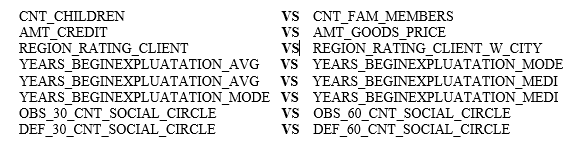 CNT_CHILDREN VS CNT_FAM_MEMBERS
AMT_CREDIT VS AMT_GOODS_PRICE
REGION_RATING_CLIENT VS REGION_RATING_CLIENT_W_CITY
YEARS_BEGINEXPLUATATION_AVG VS YEARS_BEGINEXPLUATATION_MODE
YEARS_BEGINEXPLUATATION_AVG VS YEARS_BEGINEXPLUATATION_MEDI
YEARS_BEGINEXPLUATATION_MODE VS YEARS_BEGINEXPLUATATION_MEDI
OBS_30_CNT_SOCIAL_CIRCLE VS OBS_60_CNT_SOCIAL_CIRCLE
DEF_30_CNT_SOCIAL_CIRCLE VS DEF_60_CNT_SOCIAL_CIRCLE